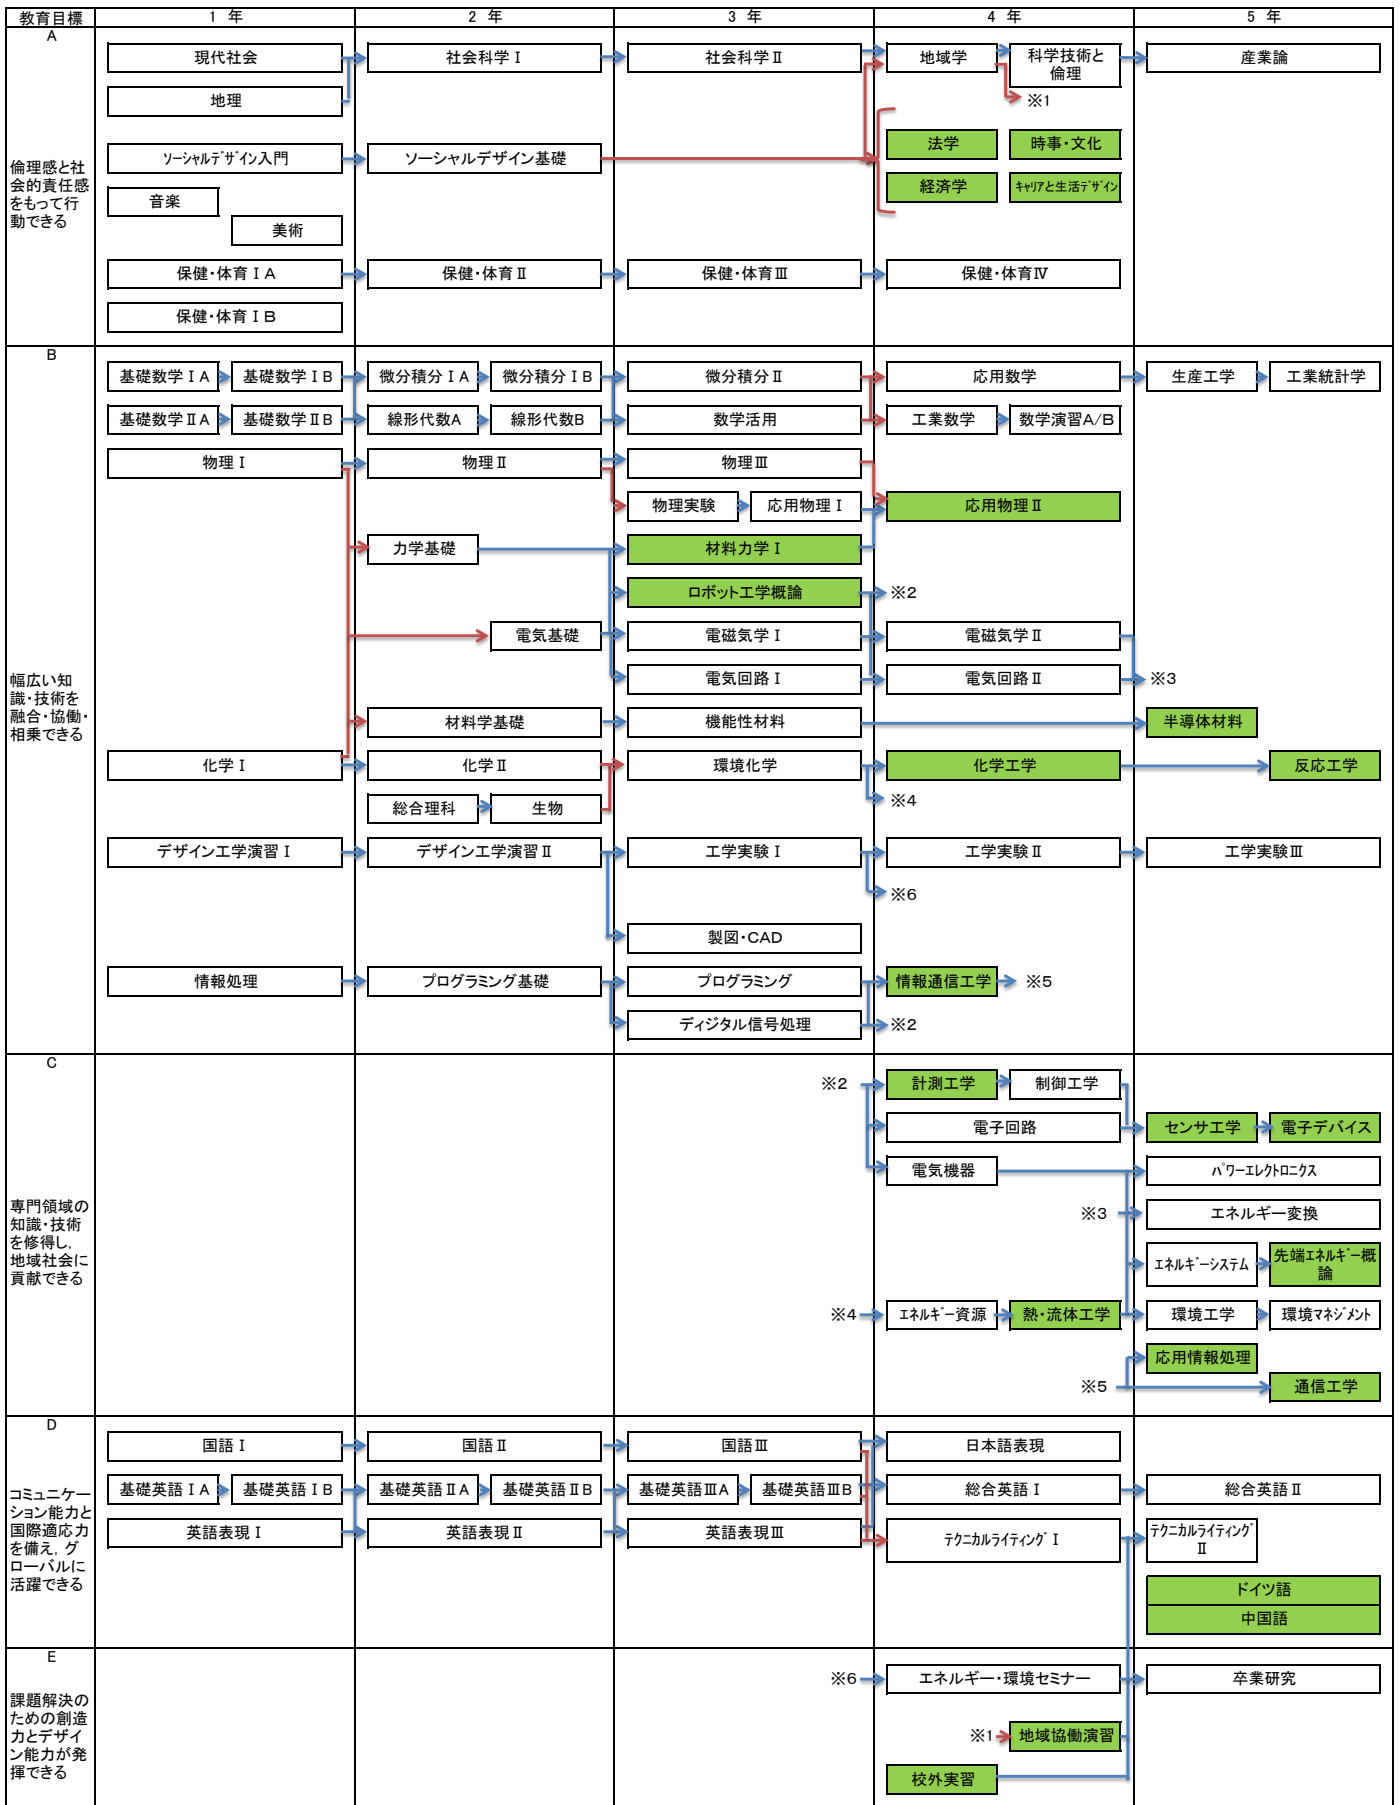 教育目標 1 年 2 年 3 年 4 年 5 年
A
倫理感と社
会的責任感
をもって行
動できる
現代社会 社会科学Ⅰ 社会科学Ⅱ 地域学 科学技術と
倫理 産業論
地理 ※1
法学 時事・文化
ソーシャルデザイン入門 ソーシャルデザイン基礎
音楽 経済学 キャリアと生活デザイン
美術
保健・体育ⅠA 保健・体育Ⅱ 保健・体育Ⅲ 保健・体育Ⅳ
保健・体育ⅠB
B
幅広い知
識・技術を
融合・協働・
相乗できる
基礎数学ⅠA 基礎数学ⅠB 微分積分ⅠA 微分積分ⅠB 微分積分Ⅱ 応用数学 生産工学 工業統計学
基礎数学ⅡA 基礎数学ⅡB 線形代数A 線形代数B 数学活用 工業数学 数学演習A/B
物理Ⅰ 物理Ⅱ 物理Ⅲ
物理実験 応用物理Ⅰ 応用物理Ⅱ
力学基礎 材料力学Ⅰ
ロボット工学概論 ※2
電気基礎 電磁気学Ⅰ 電磁気学Ⅱ
電気回路Ⅰ 電気回路Ⅱ ※3
材料学基礎 機能性材料 半導体材料
化学Ⅰ 化学Ⅱ 環境化学 化学工学 反応工学
総合理科 生物 ※4
デザイン工学演習Ⅰ デザイン工学演習Ⅱ 工学実験Ⅰ 工学実験Ⅱ 工学実験Ⅲ
※6
製図・CAD
情報処理 プログラミング基礎 プログラミング 情報通信工学 ※5
ディジタル信号処理 ※2
C
専門領域の
知識・技術
を修得し,
地域社会に
貢献できる
※2 計測工学 制御工学
電子回路 センサ工学 電子デバイス
電気機器 パワーエレクトロニクス
※3 エネルギー変換
エネルギーシステム 先端エネルギー概
論
※4 エネルギー資源 熱・流体工学 環境工学 環境マネジメント
応用情報処理
※5 通信工学
D
コミュニケー
ション能力と
国際適応力
を備え, グ
ローバルに
活躍できる
国語Ⅰ 国語Ⅱ 国語Ⅲ 日本語表現
基礎英語ⅠA 基礎英語ⅠB 基礎英語ⅡA 基礎英語ⅡB 基礎英語ⅢA 基礎英語ⅢB 総合英語Ⅰ 総合英語Ⅱ
英語表現Ⅰ 英語表現Ⅱ 英語表現Ⅲ テクニカルライティングⅠ テクニカルライティング
Ⅱ
ドイツ語
中国語
E
課題解決の
ための創造
力とデザイ
ン能力が発
揮できる
※6 エネルギー・環境セミナー 卒業研究
※1 地域協働演習
校外実習